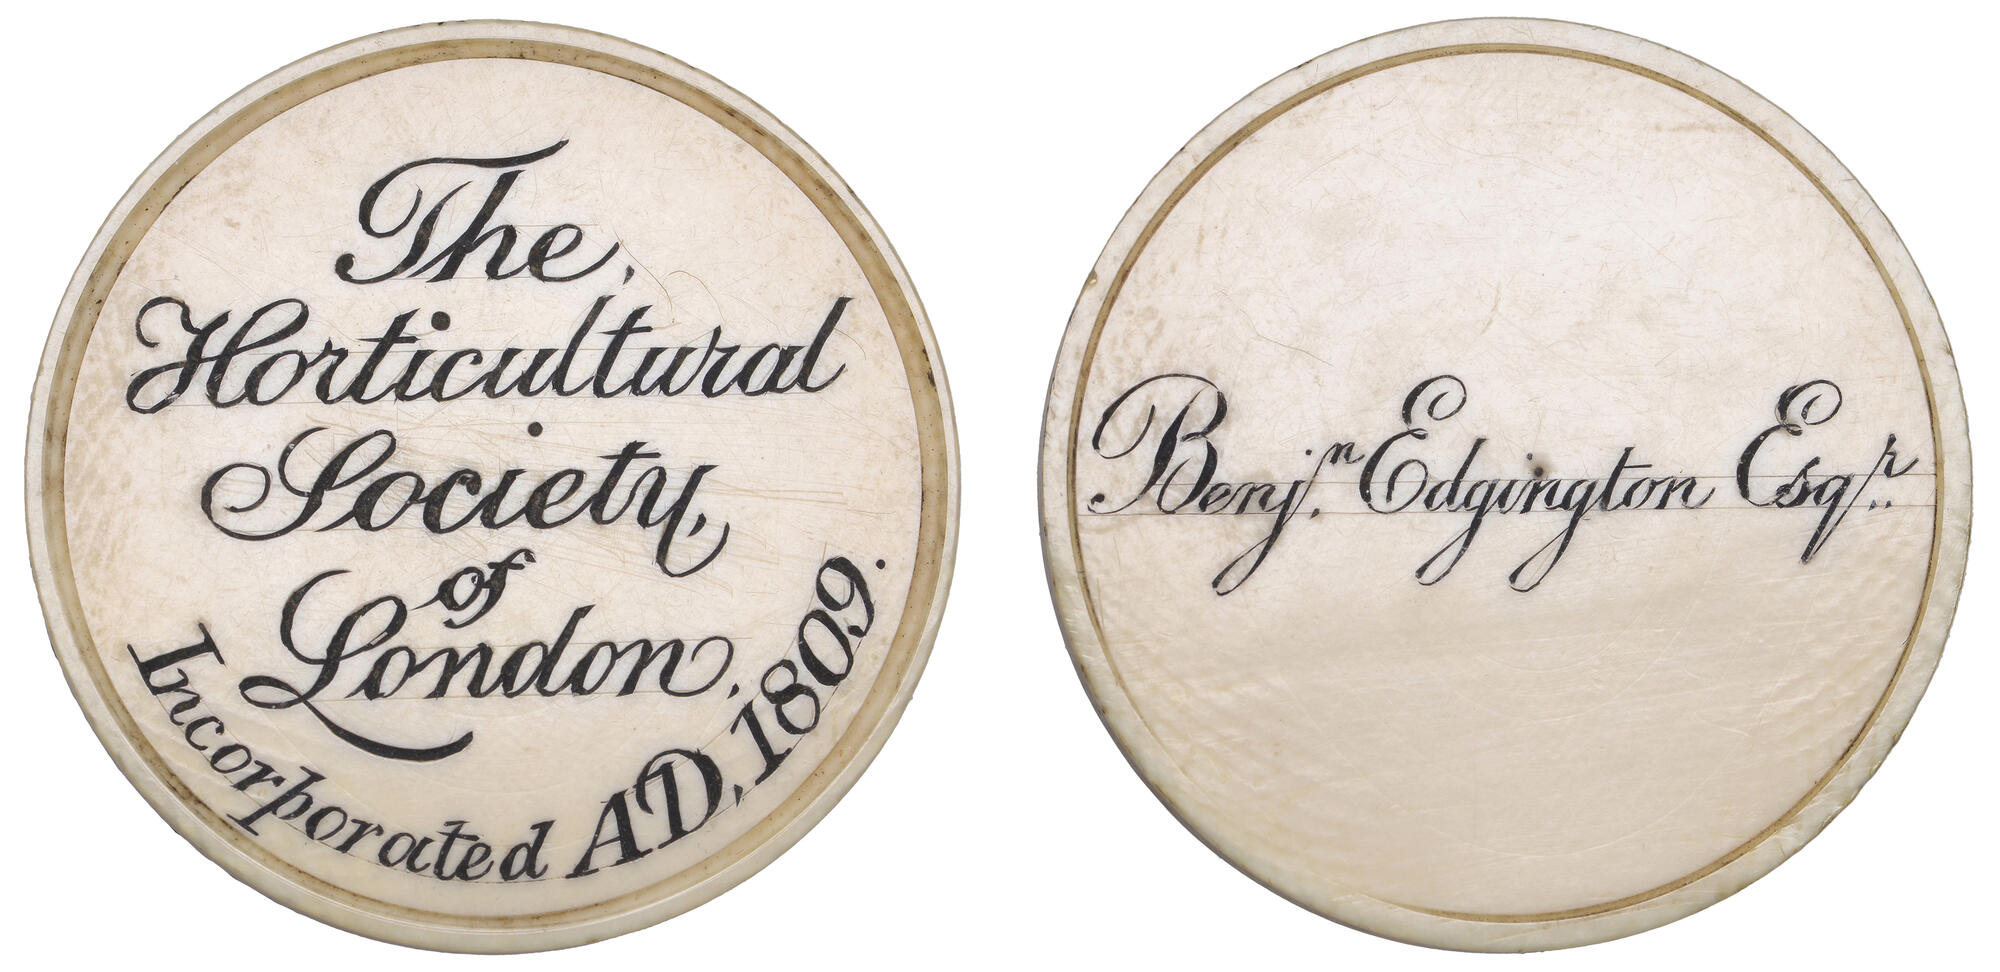 The,
Horticultural
Society,
of
London,
Incorporated AD, 1809.
Benjⁿ. Edgington Esqʳ.